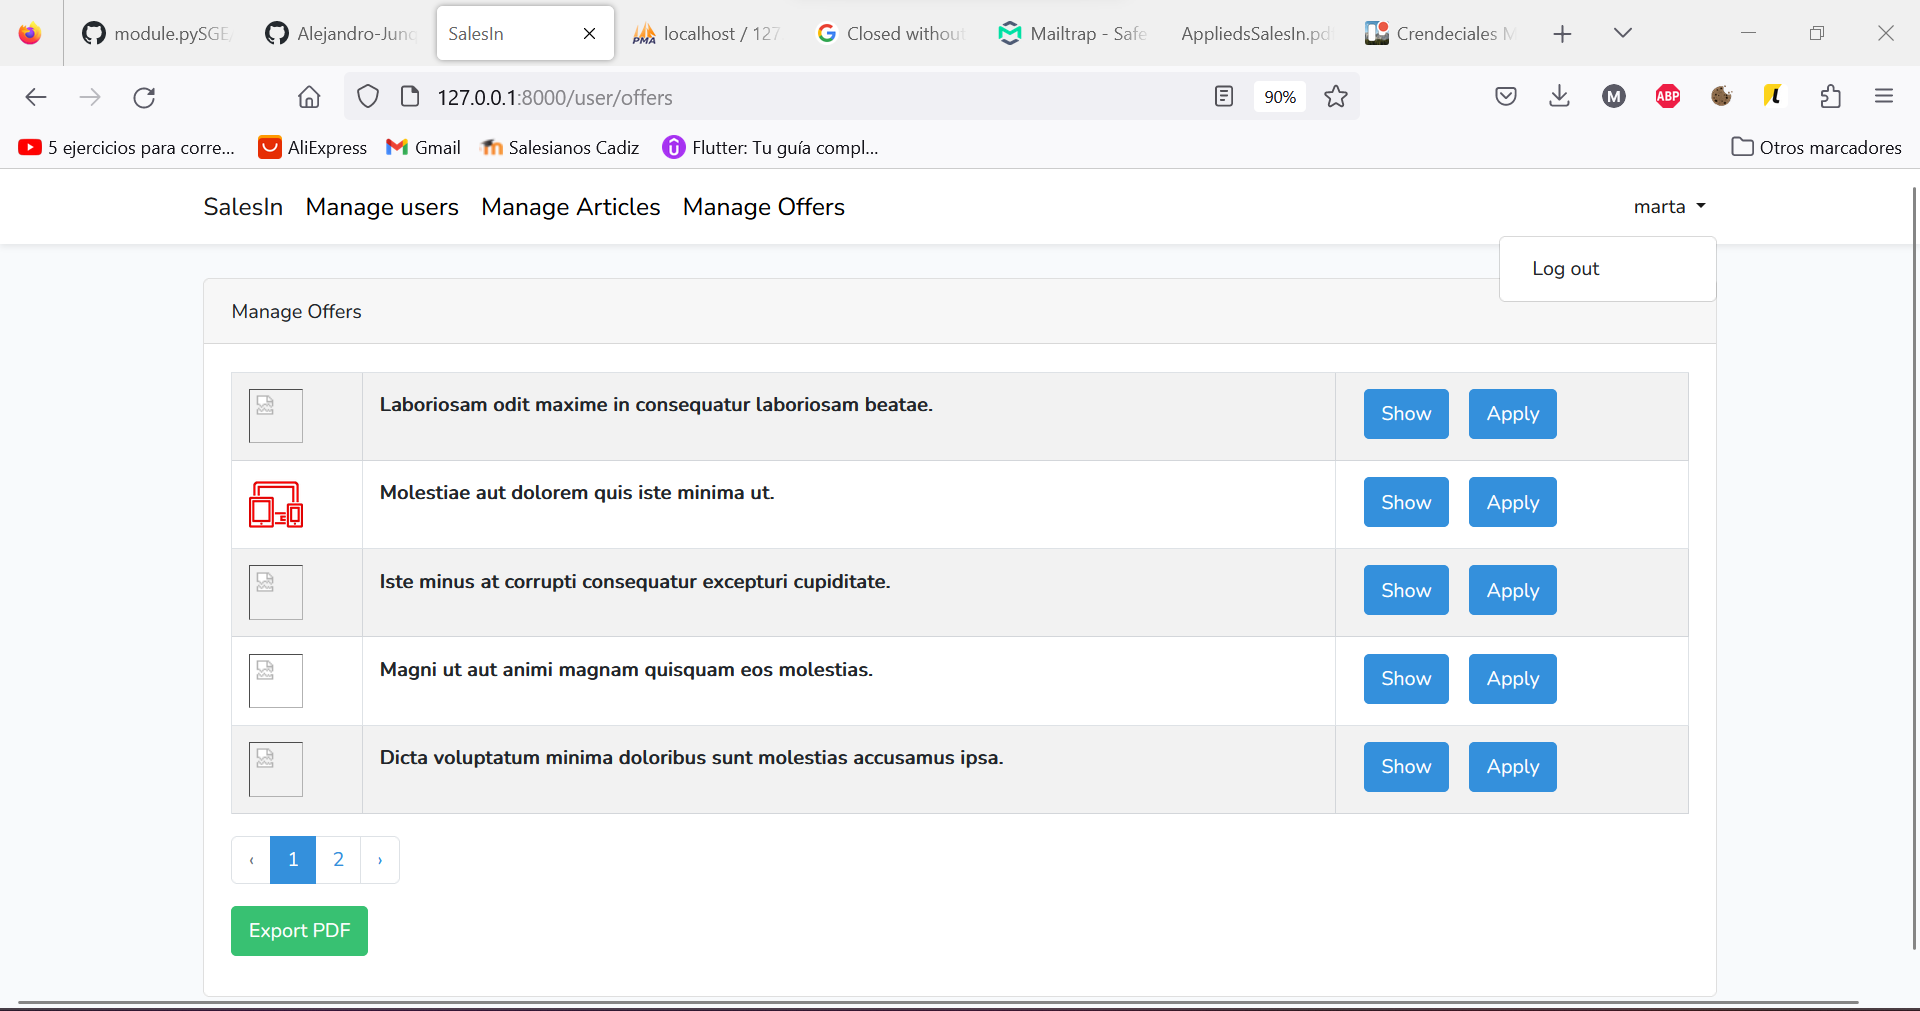 module.pySGE
Alejandro-Junq
SalesIn
localhost / 127
Closed without
Mailtrap - Safe
AppliedsSalesIn.pd
Crendeciales M
127.0.0.1:8000/user/offers
90%
M
ABP
5 ejercicios para corre...
AliExpress
Gmail
Salesianos Cadiz
Flutter: Tu guía compl...
Otros marcadores
SalesIn Manage users Manage Articles Manage Offers
marta
Log out
Manage Offers
Laboriosam odit maxime in consequatur laboriosam beatae.
Show Apply
Molestiae aut dolorem quis iste minima ut.
Show Apply
Iste minus at corrupti consequatur excepturi cupiditate.
Show Apply
Magni ut aut animi magnam quisquam eos molestias.
Show Apply
Dicta voluptatum minima doloribus sunt molestias accusamus ipsa.
Show Apply
‹ 1 2 ›
Export PDF